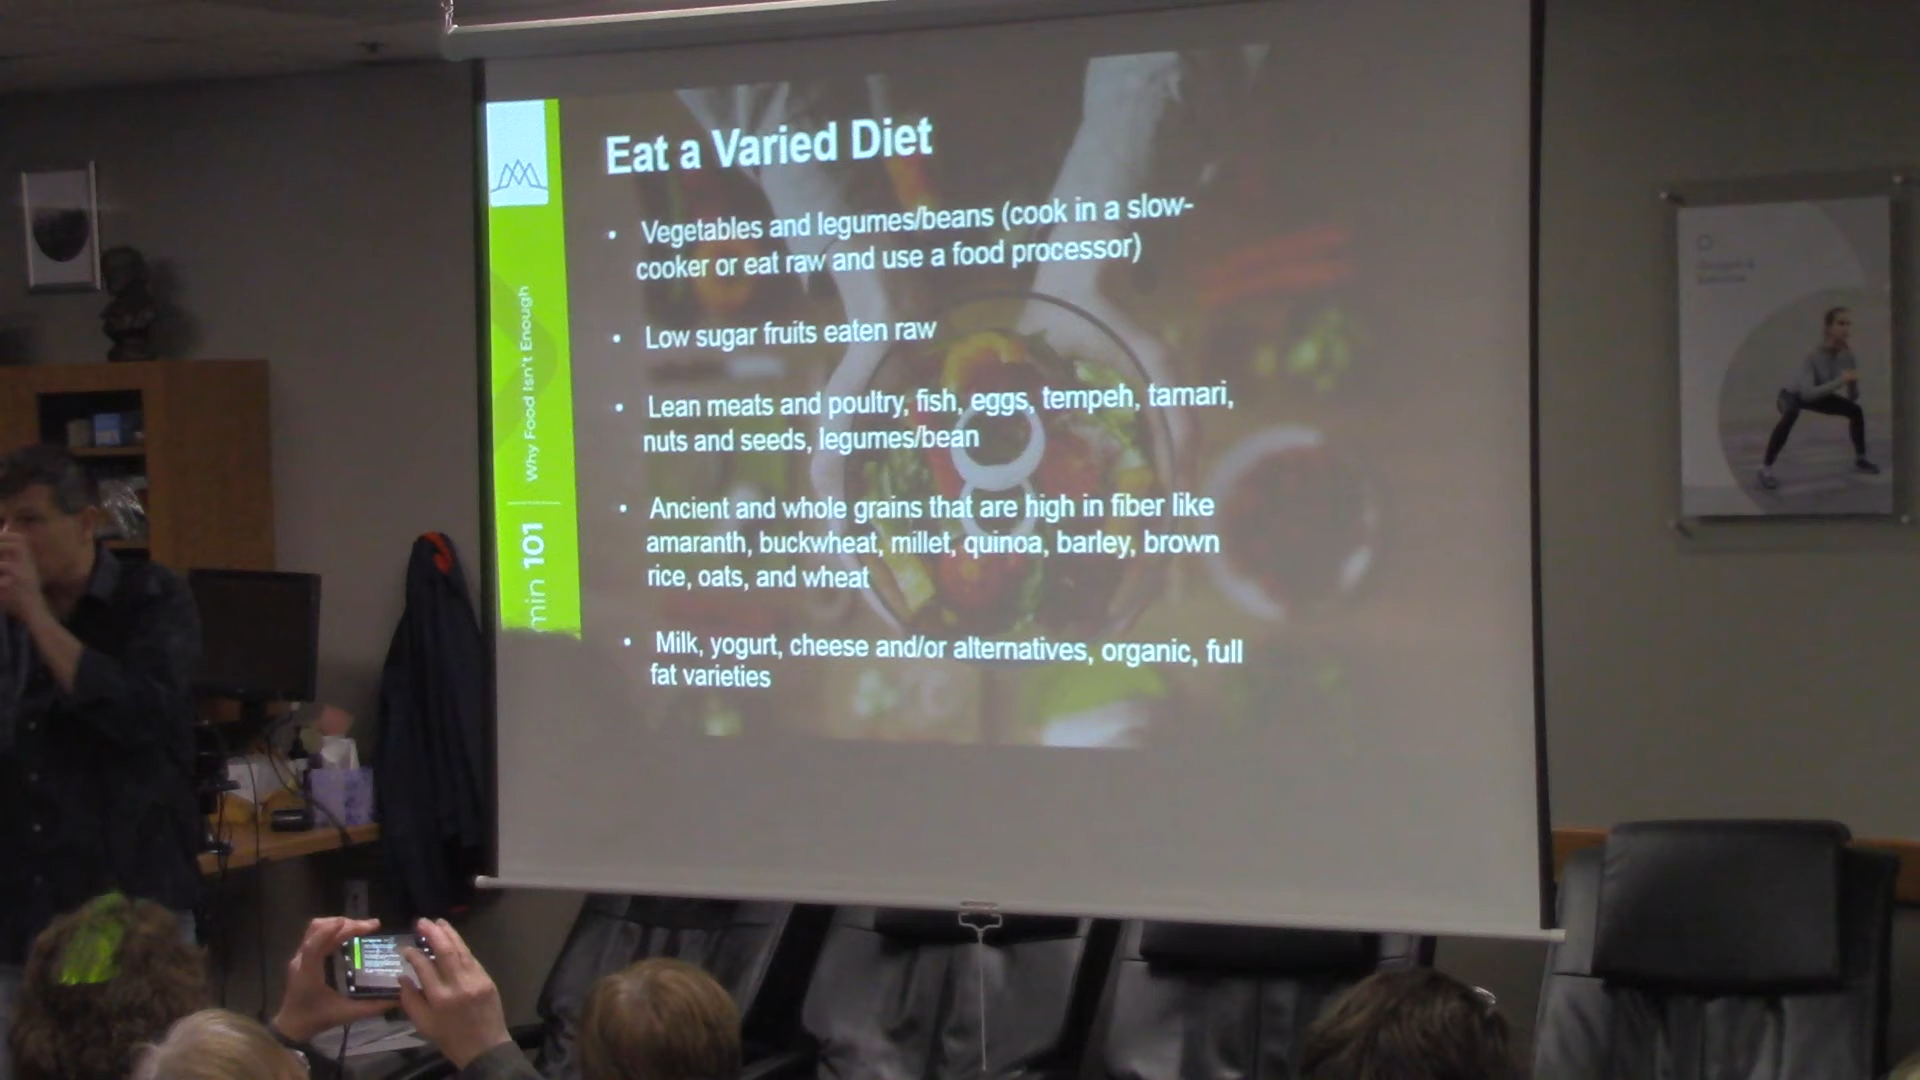 Eat a Varied Diet
• Vegetables and legumes/beans (cook in a slow-
cooker or eat raw and use a food processor)
• Low sugar fruits eaten raw
• Lean meats and poultry, fish, eggs, tempeh, tamari,
nuts and seeds, legumes/bean
• Ancient and whole grains that are high in fiber like
amaranth, buckwheat, millet, quinoa, barley, brown
rice, oats, and wheat
• Milk, yogurt, cheese and/or alternatives, organic, full
fat varieties
min 101
Why Food Isn't Enough